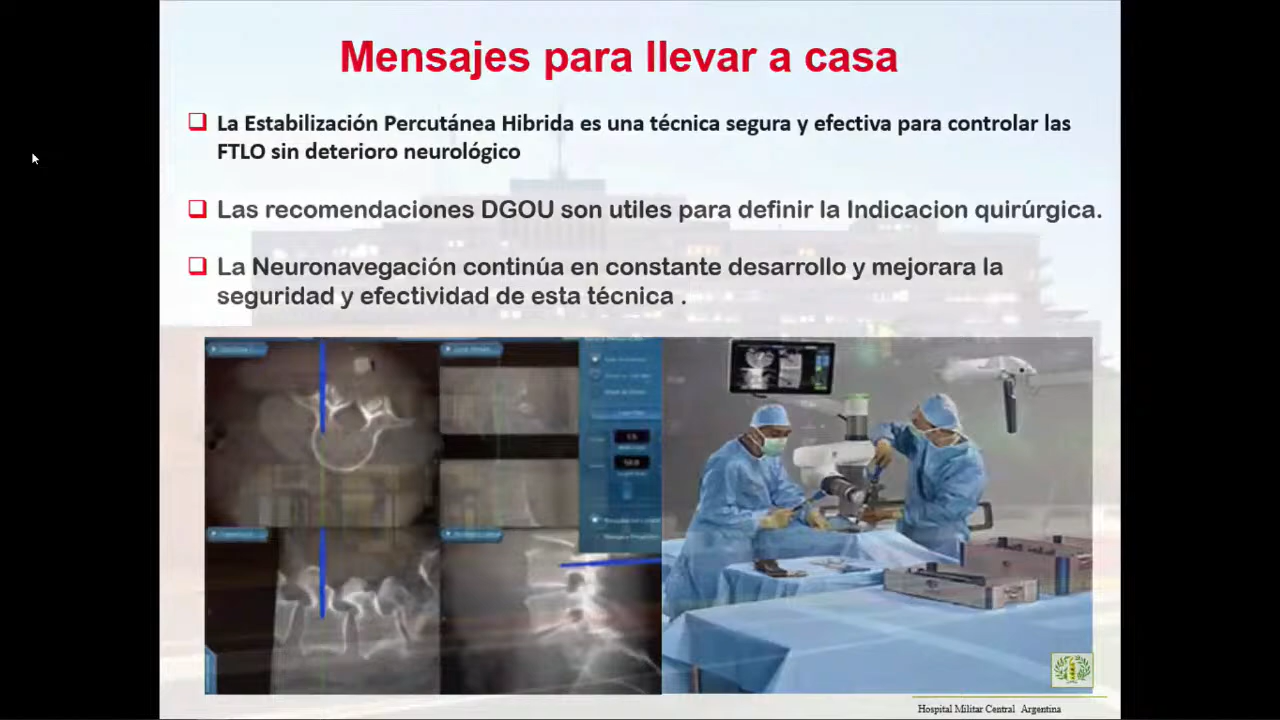 Mensajes para llevar a casa
La Estabilización Percutánea Hibrida es una técnica segura y efectiva para controlar las
FTLO sin deterioro neurológico
Las recomendaciones DGOU son utiles para definir la Indicacion quirúrgica.
La Neuronavegación continúa en constante desarrollo y mejorara la
seguridad y efectividad de esta técnica .
Hospital Militar Central Argentina